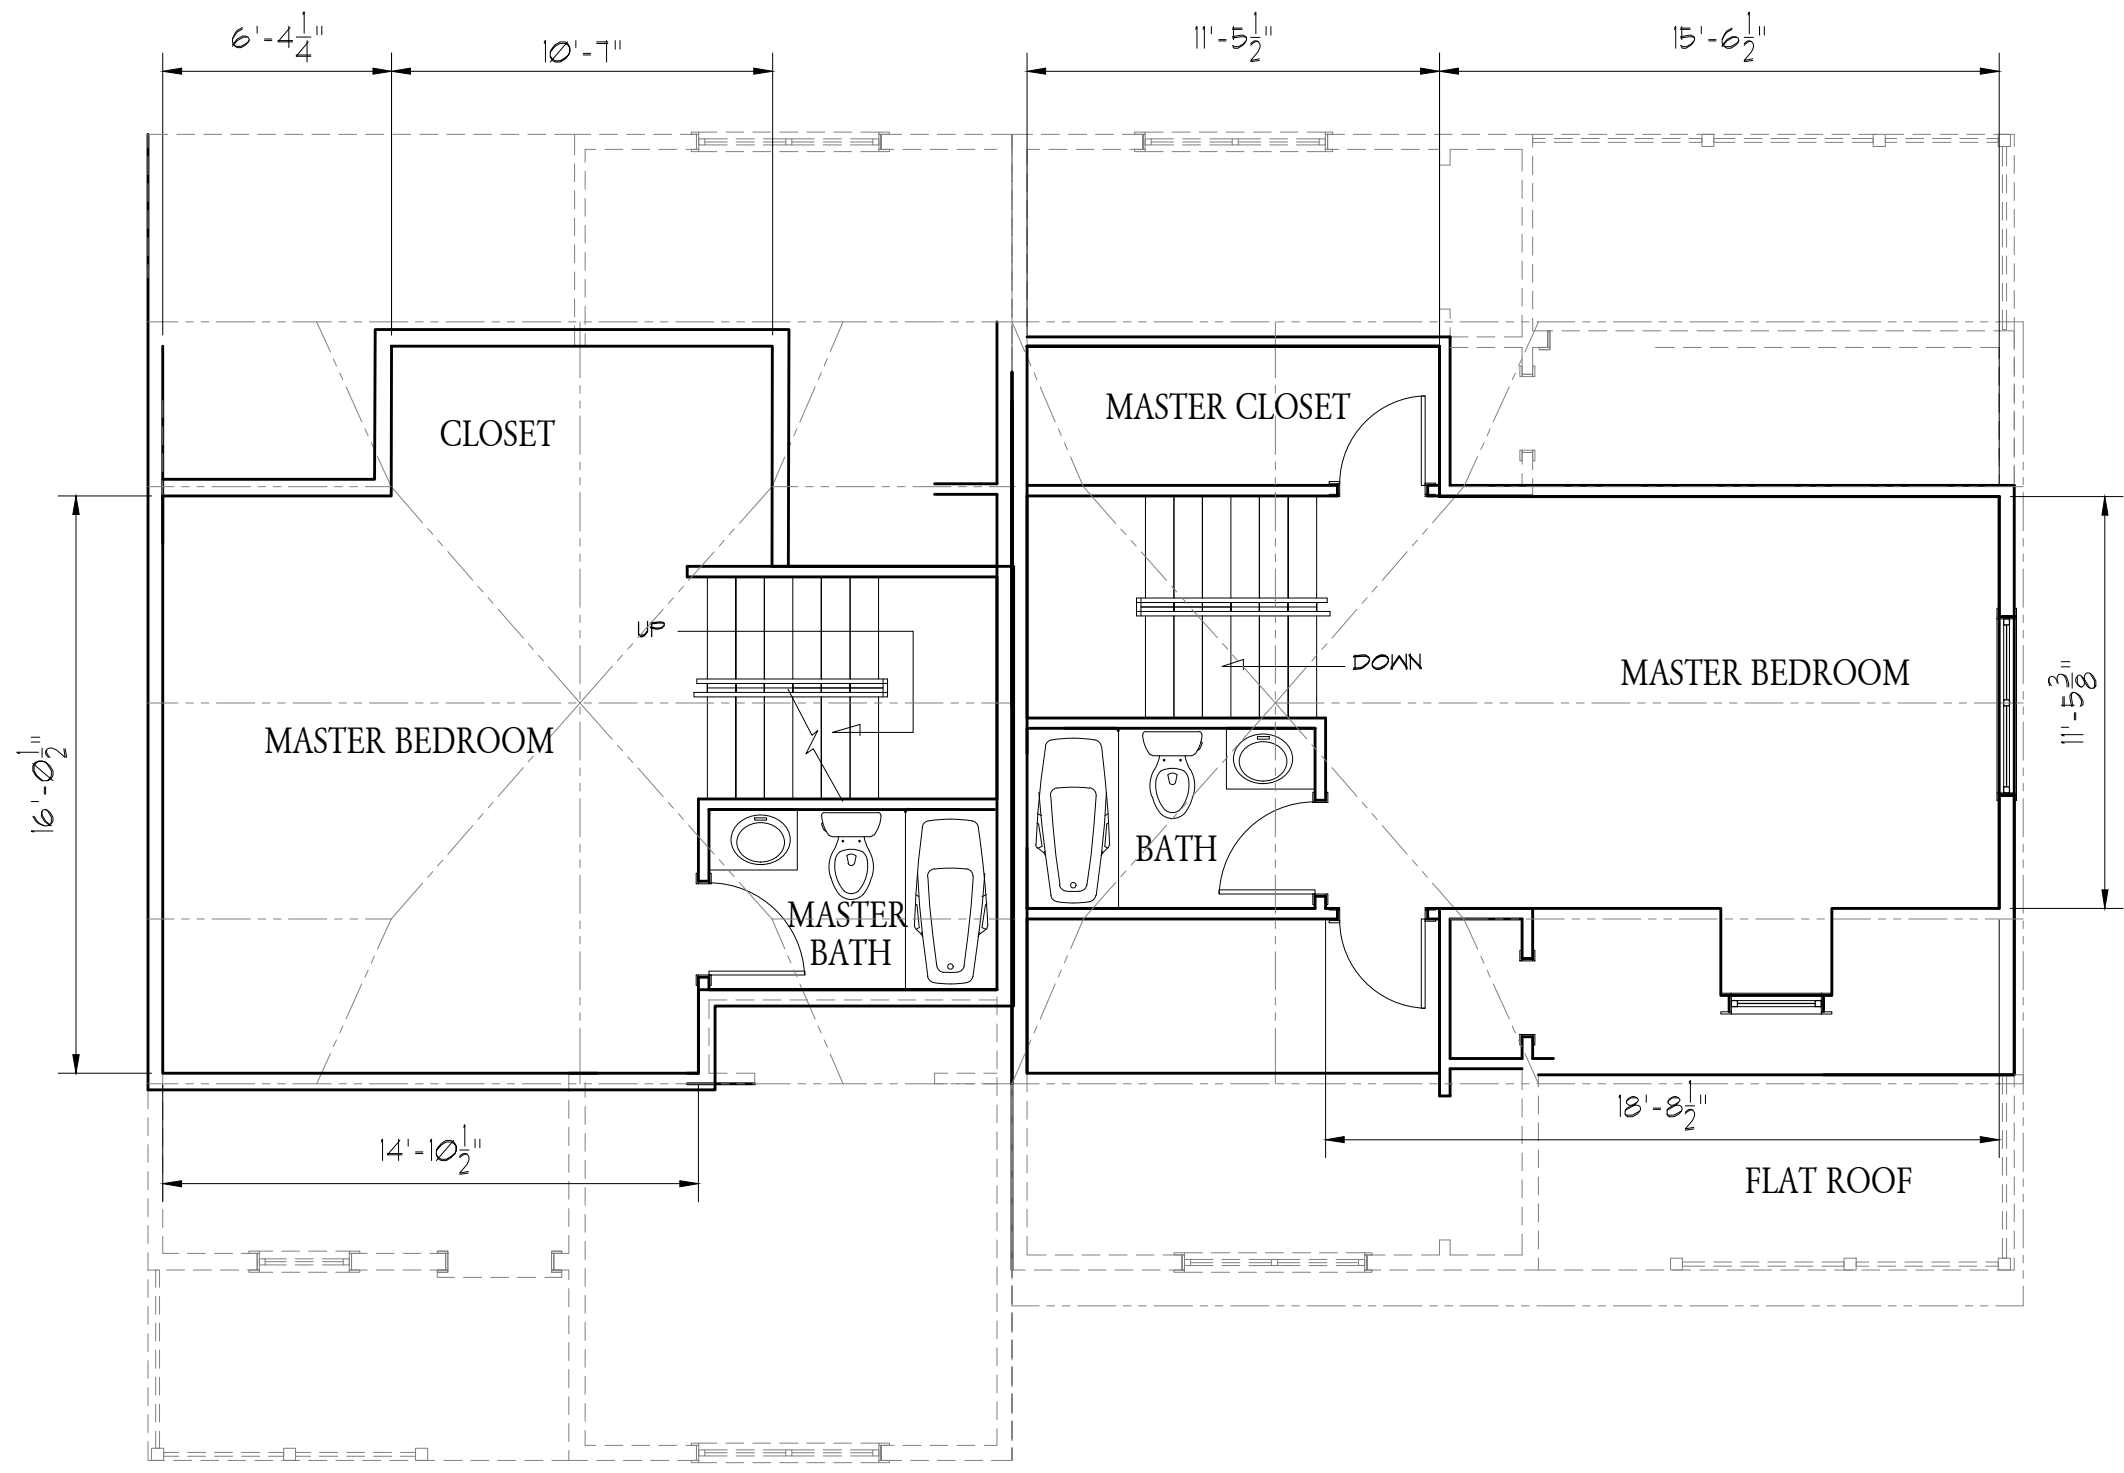 6'-4 1/4"
10'-7"
11'-5 1/2"
15'-6 1/2"
CLOSET
MASTER CLOSET
UP
DOWN
MASTER BEDROOM
MASTER BEDROOM
16'-0 1/2"
11'-5 3/8"
BATH
MASTER
BATH
18'-8 1/2"
14'-10 1/2"
FLAT ROOF